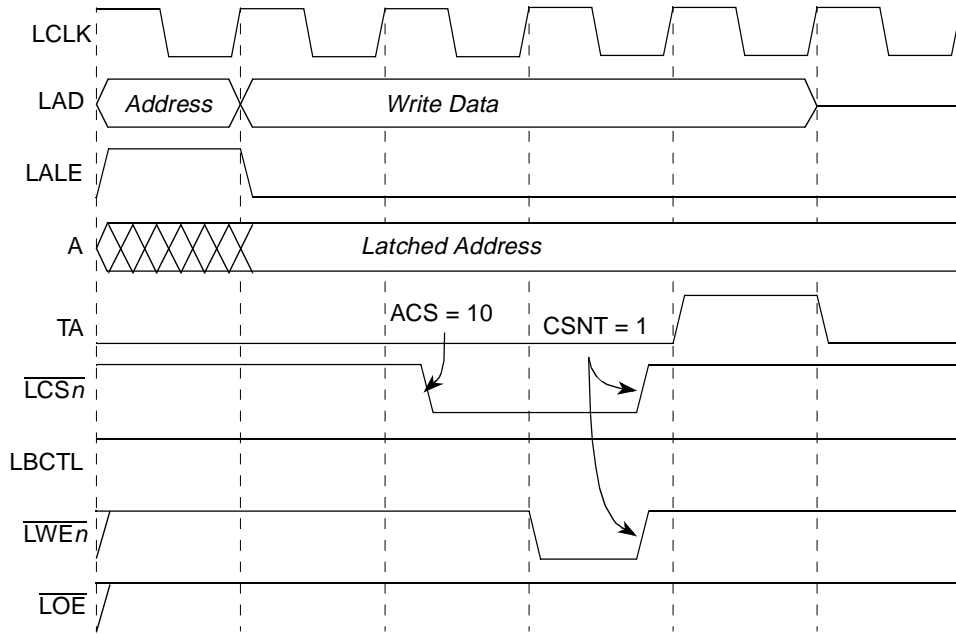 LCLK
LAD Address Write Data
LALE
A Latched Address
TA ACS = 10 CSNT = 1
LCSn
LBCTL
LWEn
LOE